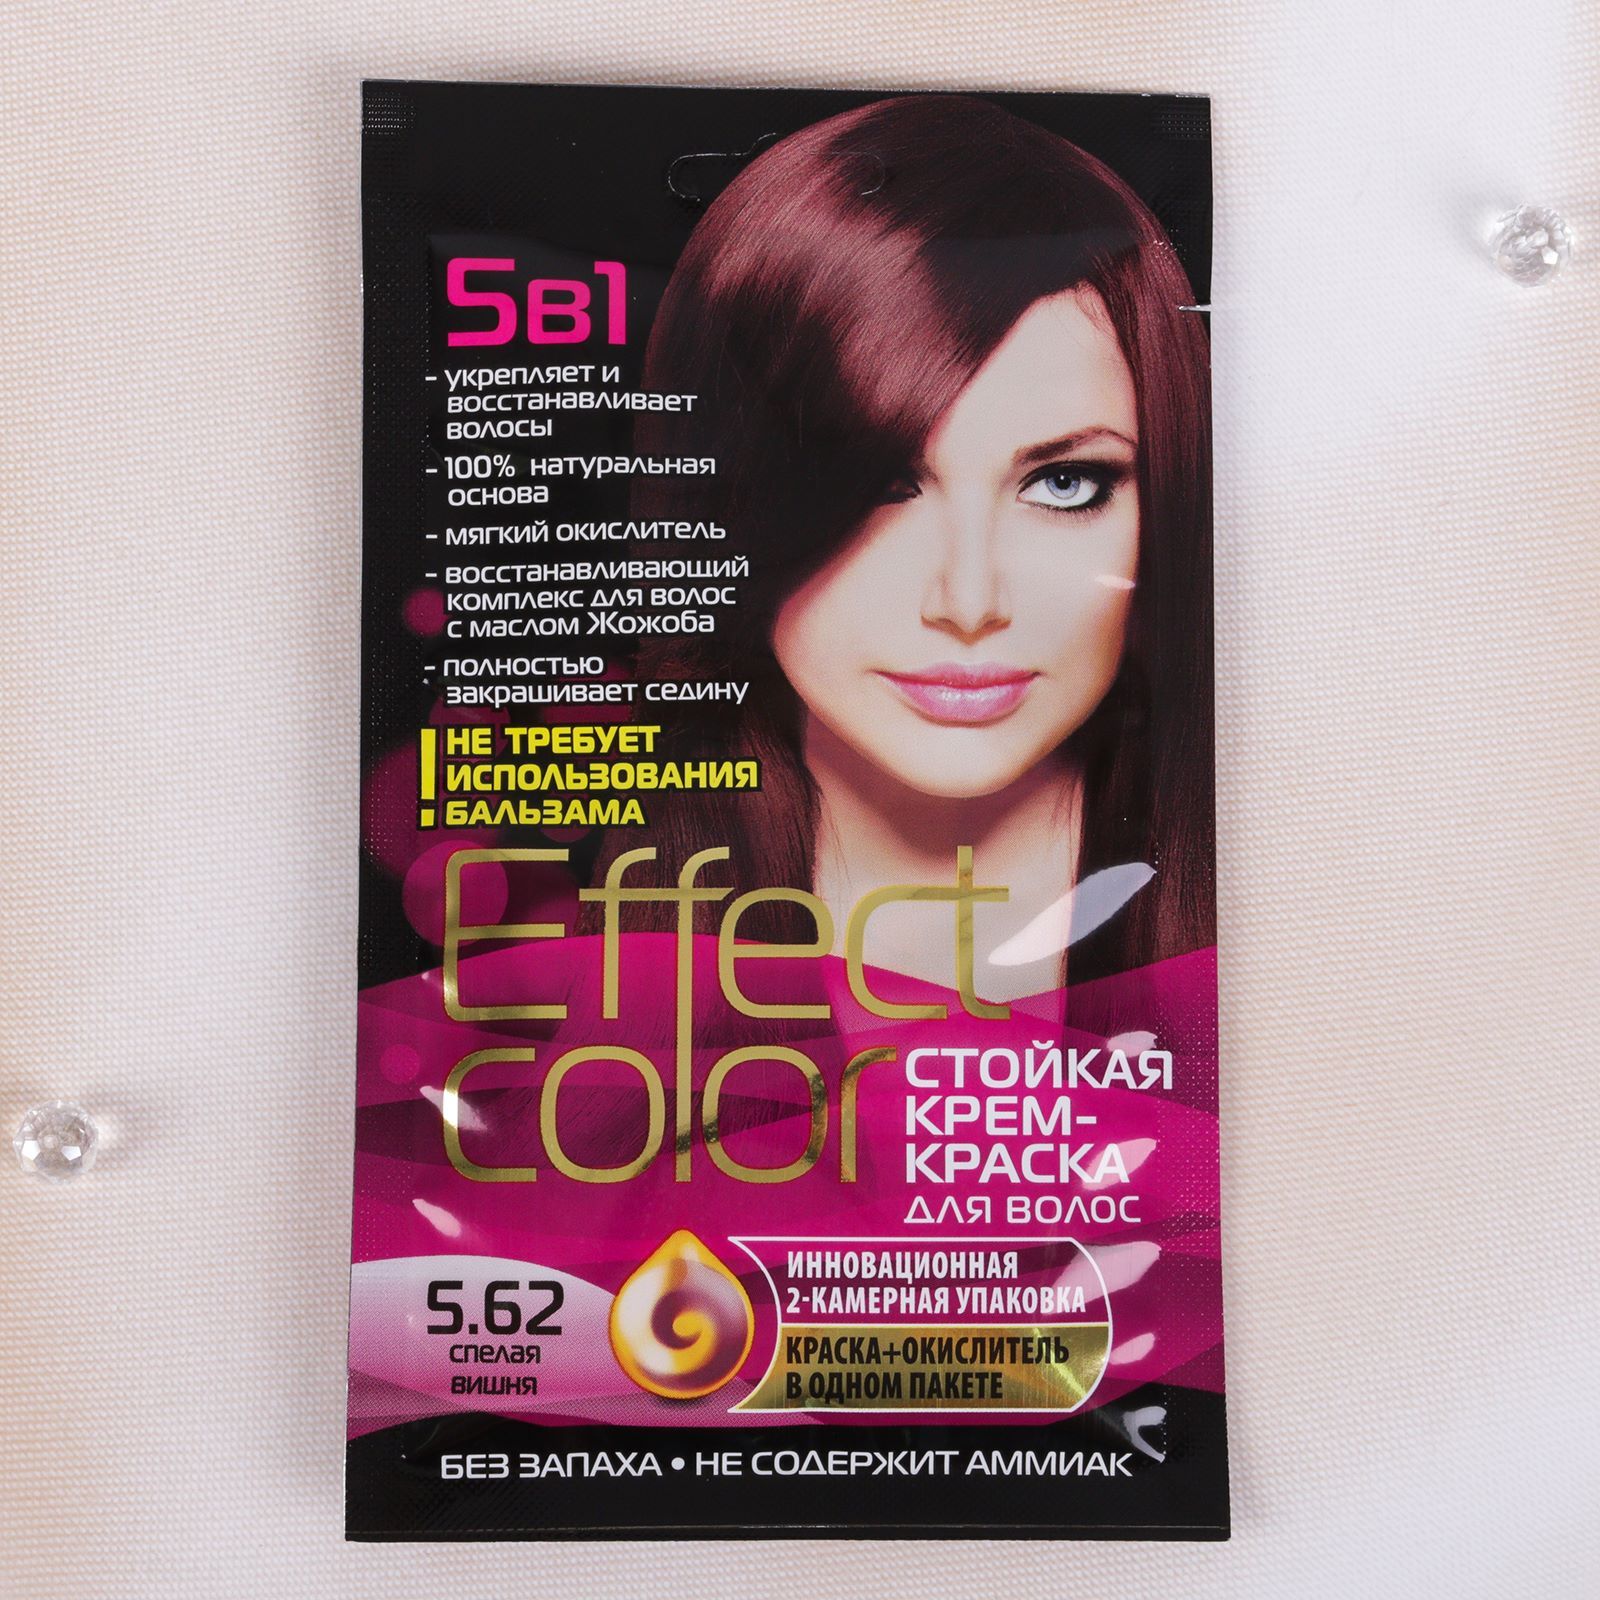 5в1
- укрепляет и
восстанавливает
волосы
- 100% натуральная
основа
- мягкий окислитель
- восстанавливающий
комплекс для волос
с маслом Жожоба
- полностью
закрашивает седину
! НЕ ТРЕБУЕТ
ИСПОЛЬЗОВАНИЯ
БАЛЬЗАМА
Effect
color
СТОЙКАЯ
КРЕМ-
КРАСКА
ДЛЯ ВОЛОС
5.62
спелая
вишня
ИННОВАЦИОННАЯ
2-КАМЕРНАЯ УПАКОВКА
КРАСКА+ОКИСЛИТЕЛЬ
В ОДНОМ ПАКЕТЕ
БЕЗ ЗАПАХА • НЕ СОДЕРЖИТ АММИАК